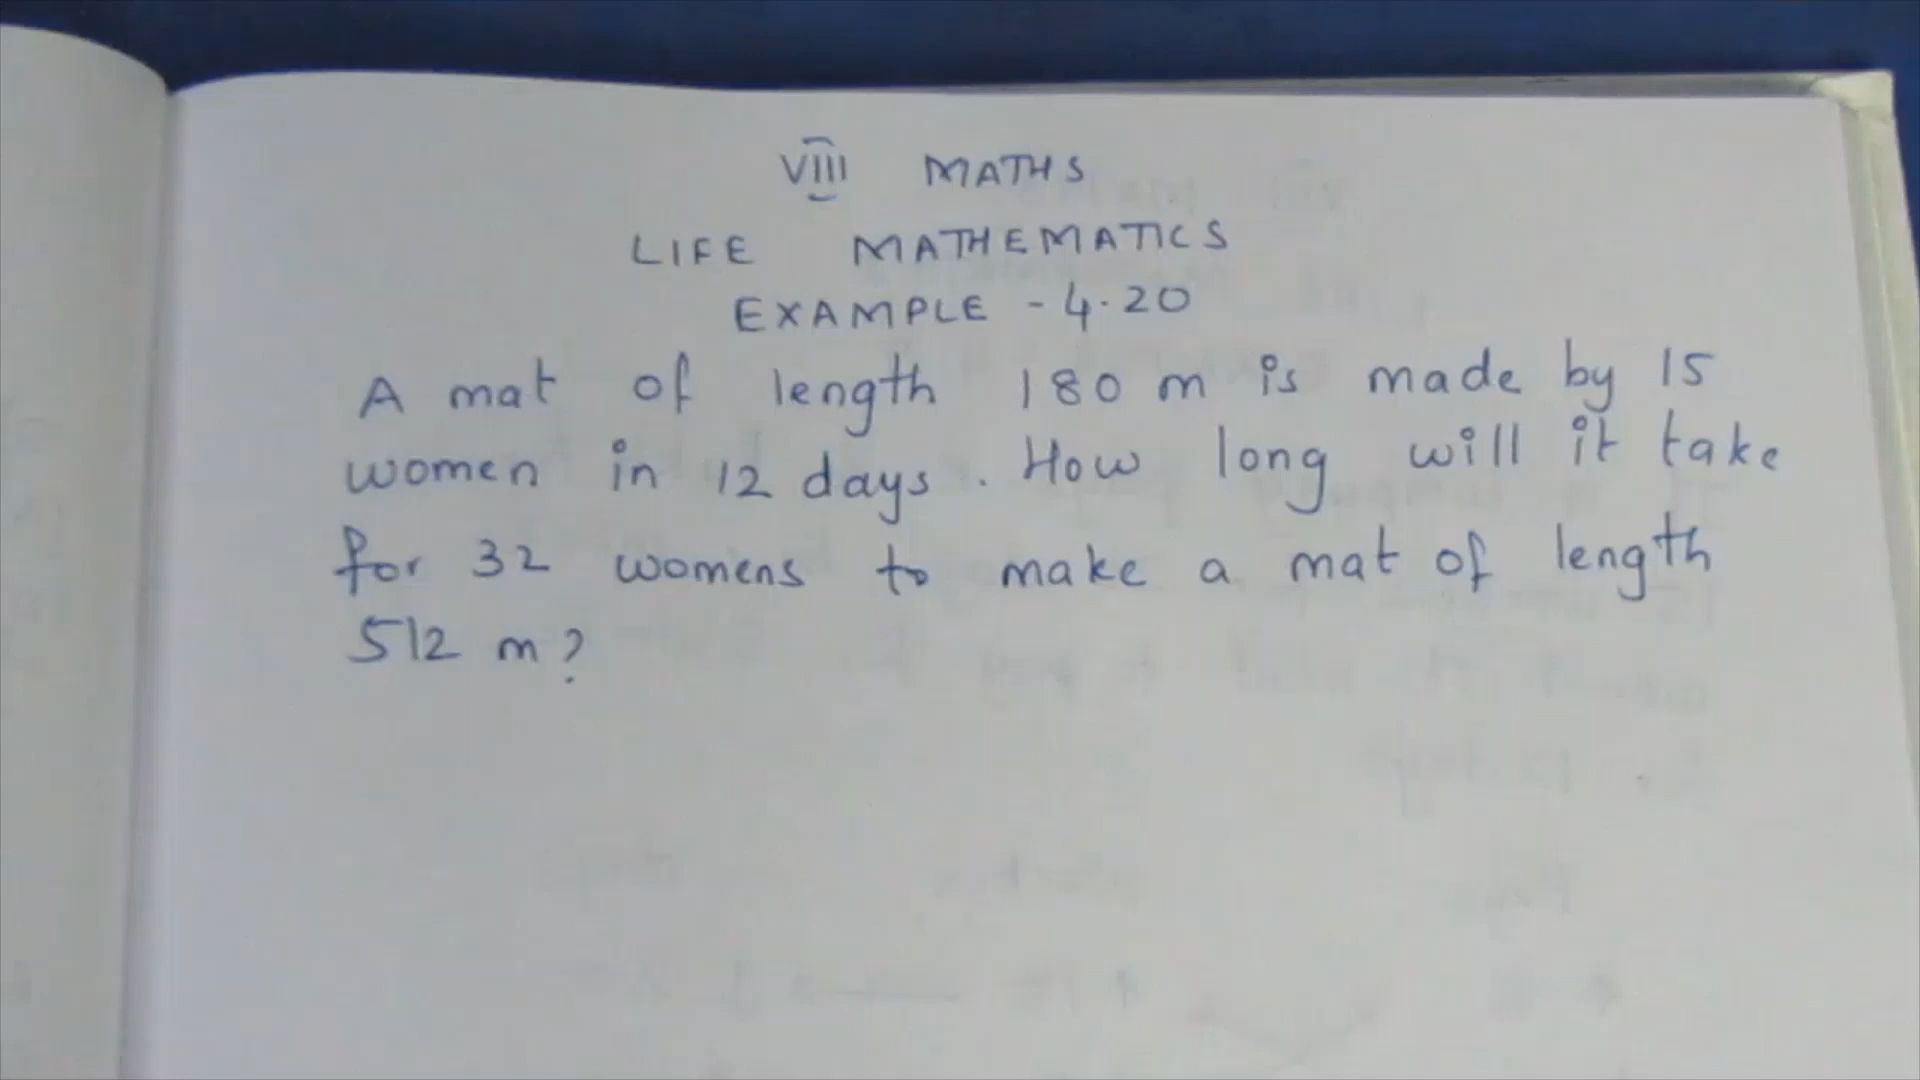 VIII MATHS
LIFE MATHEMATICS
EXAMPLE - 4.20
A mat of length 180 m is made by 15
women in 12 days. How long will it take
for 32 womens to make a mat of length
512 m?